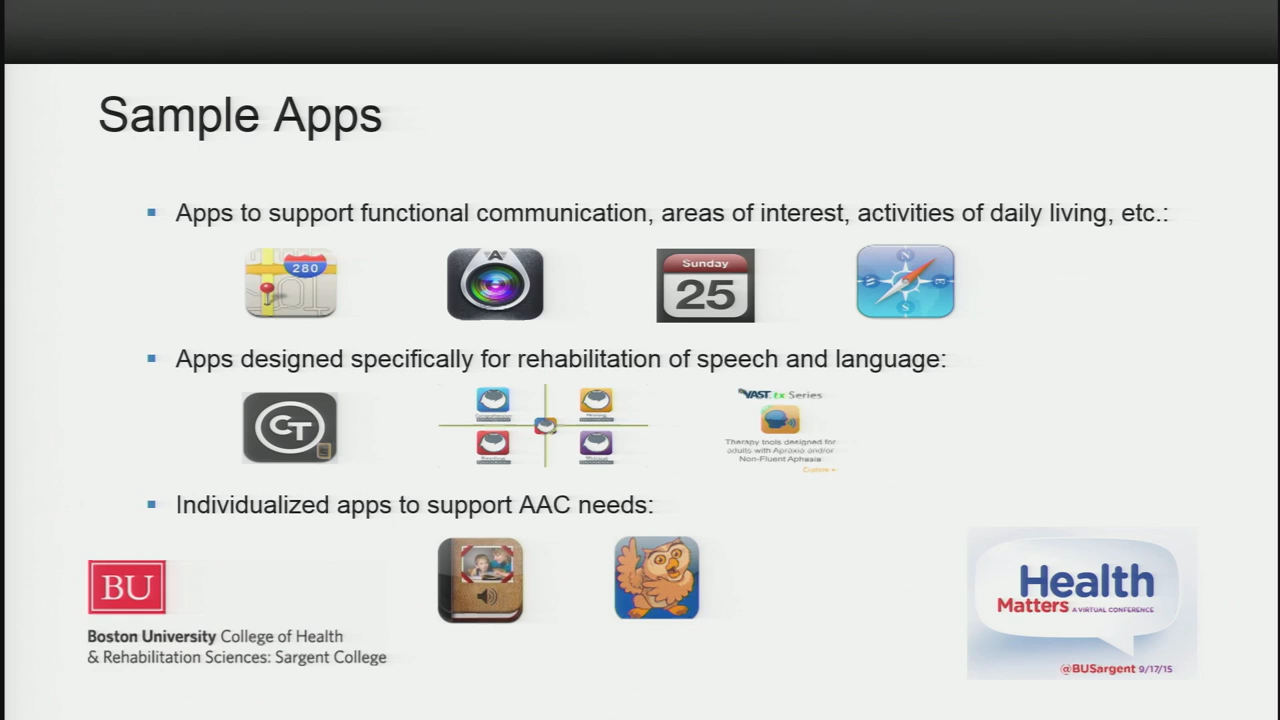 Sample Apps
Apps to support functional communication, areas of interest, activities of daily living, etc.:
280
A
Sunday
25
N
W
E
S
Apps designed specifically for rehabilitation of speech and language:
CT
VAST tx Series
Therapy tools designed for
adults with Apraxia and/or
Non-Fluent Aphasia
Individualized apps to support AAC needs:
BU
Boston University College of Health
& Rehabilitation Sciences: Sargent College
Health
Matters A VIRTUAL CONFERENCE
@BUSargent 9/17/15